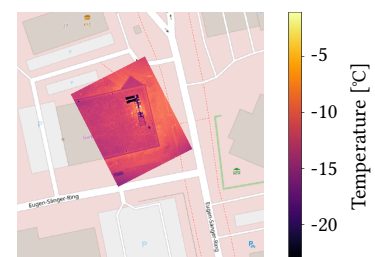 Eugen-Sänger-Ring
Eugen-Sänger-Ring
P
P
P
-5
-10
-15
-20
Temperature [°C]